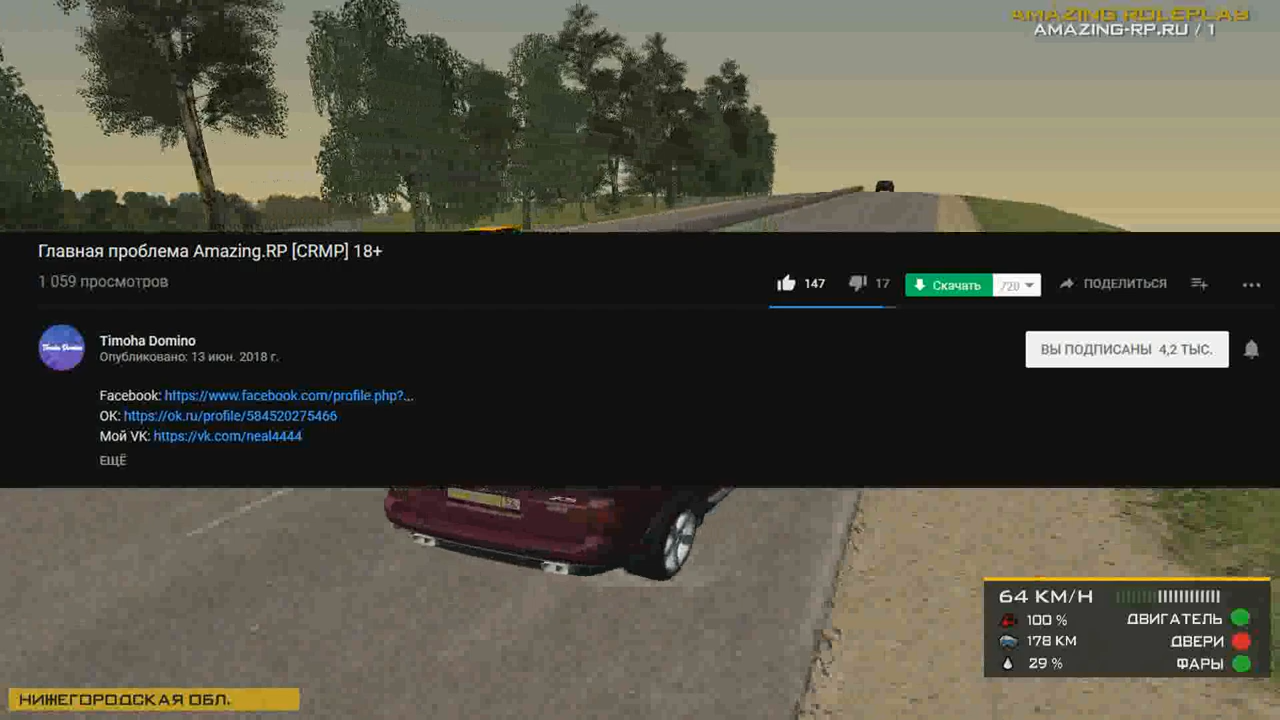 AMAZING ROLEPLAY
AMAZING-RP.RU / 1
Главная проблема Amazing.RP [CRMP] 18+
1 059 просмотров
147
17
Скачать
720
ПОДЕЛИТЬСЯ
Timoha Domino
Опубликовано: 13 июн. 2018 г.
ВЫ ПОДПИСАНЫ 4,2 ТЫС.
Facebook: https://www.facebook.com/profile.php?...
OK: https://ok.ru/profile/584520275466
Мой VK: https://vk.com/neal4444
ЕЩЁ
64 KM/H
100 %
ДВИГАТЕЛЬ
178 KM
ДВЕРИ
29 %
ФАРЫ
НИЖЕГОРОДСКАЯ ОБЛ.